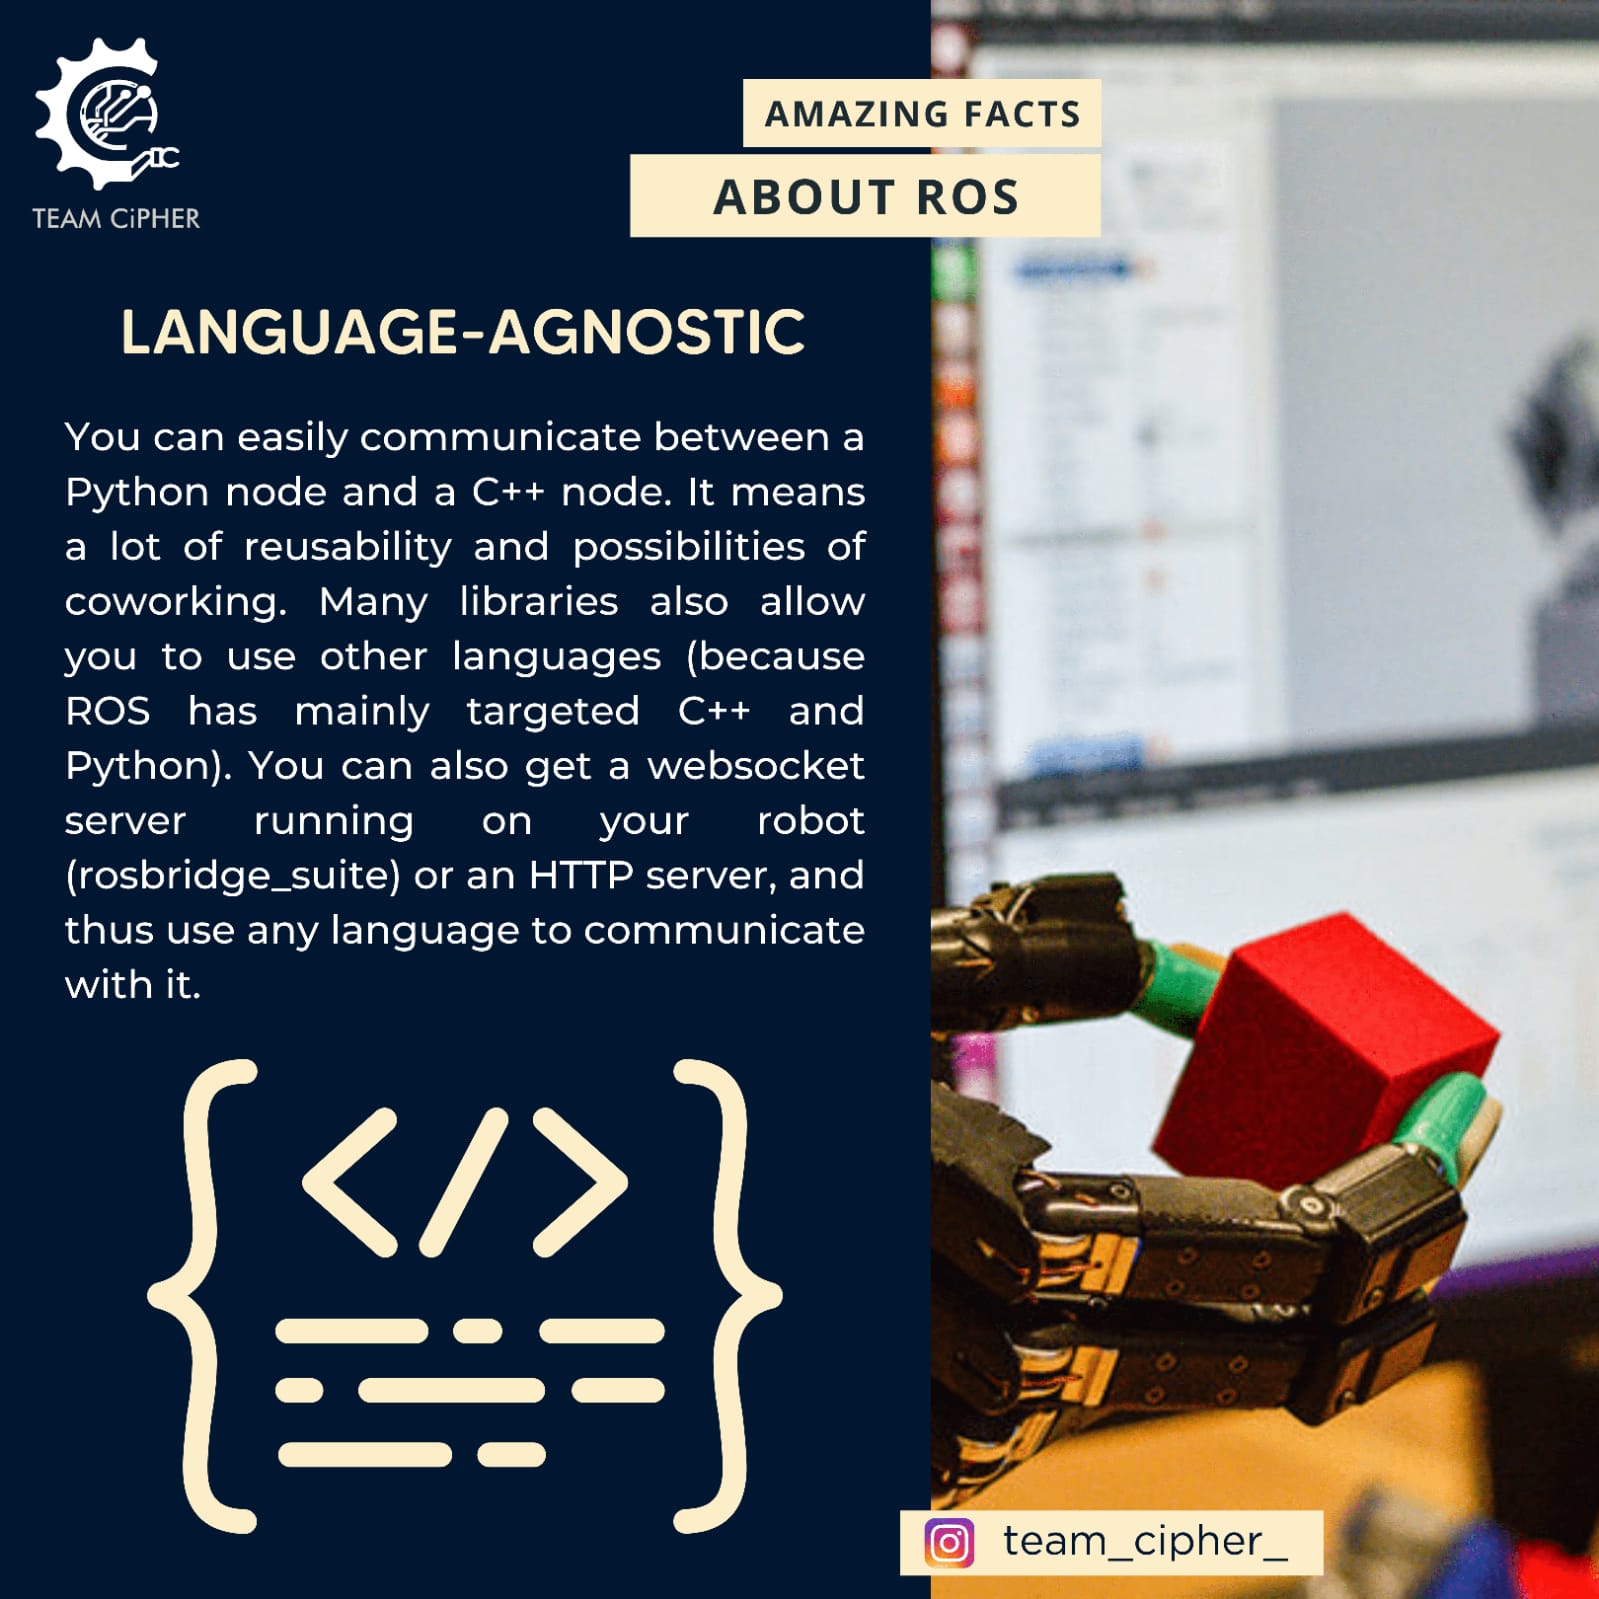 TEAM CiPHER
AMAZING FACTS
ABOUT ROS
LANGUAGE-AGNOSTIC
You can easily communicate between a
Python node and a C++ node. It means
a lot of reusability and possibilities of
coworking. Many libraries also allow
you to use other languages (because
ROS has mainly targeted C++ and
Python). You can also get a websocket
server running on your robot
(rosbridge_suite) or an HTTP server, and
thus use any language to communicate
with it.
</>
team_cipher_